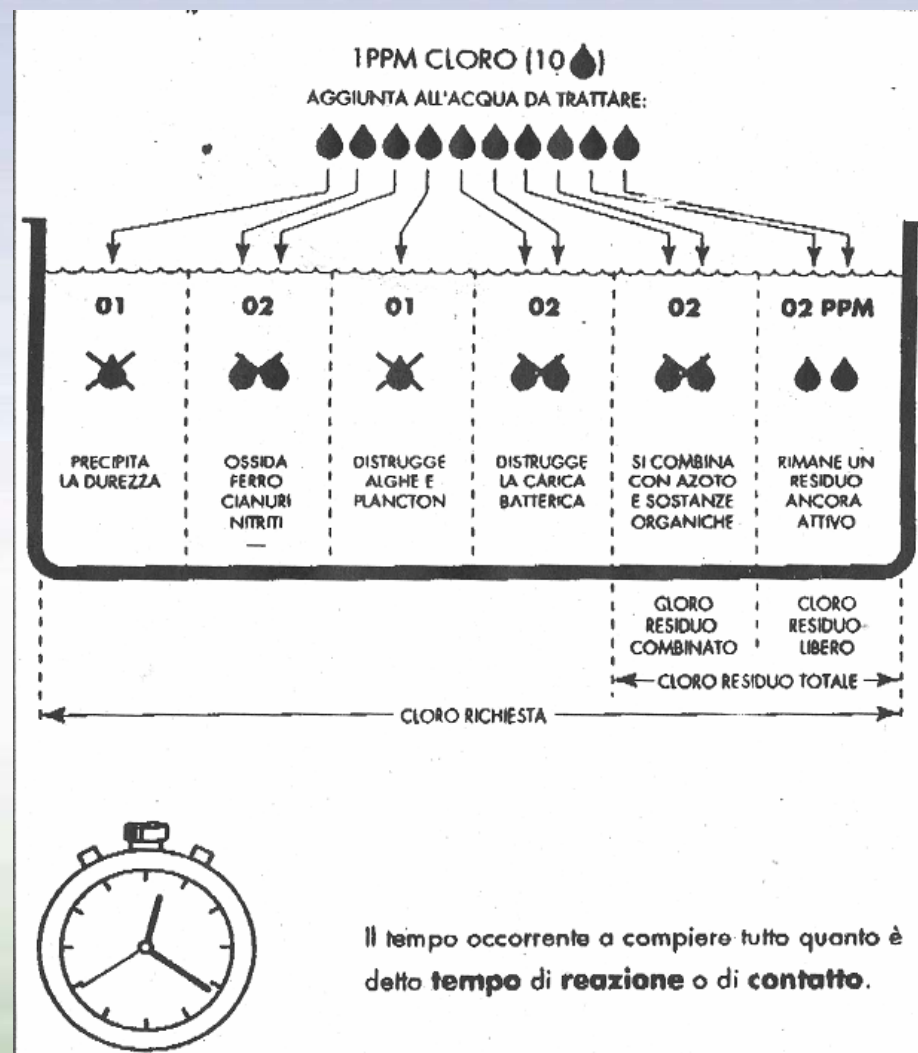 1PPM CLORO (10)
AGGIUNTA ALL'ACQUA DA TRATTARE:
01
02
01
02
02
02 PPM
PRECIPITA
LA DUREZZA
OSSIDA
FERRO
CIANURI
NITRITI
DISTRUGGE
ALGHE E
PLANCTON
DISTRUGGE
LA CARICA
BATTERICA
SI COMBINA
CON AZOTO
E SOSTANZE
ORGANICHE
RIMANE UN
RESIDUO
ANCORA
ATTIVO
GLORO
RESIDUO
COMBINATO
CLORO
RESIDUO
LIBERO
CLORO RESIDUO TOTALE
CLORO RICHIESTA
Il tempo occorrente a compiere tutto quanto è
detto tempo di reazione o di contatto.